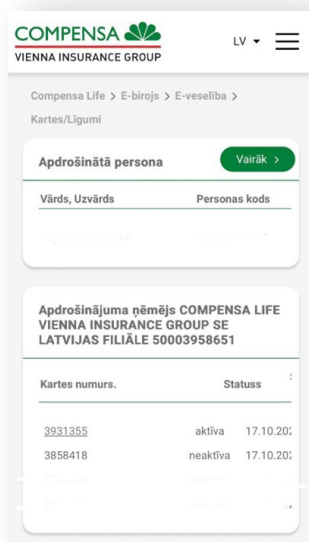 COMPENSA
VIENNA INSURANCE GROUP
LV
Compensa Life > E-birojs > E-veselība >
Kartes/Līgumi
Apdrošinātā persona
Vairāk >
Vārds, Uzvārds Personas kods
Apdrošinājuma ņēmējs COMPENSA LIFE
VIENNA INSURANCE GROUP SE
LATVIJAS FILIĀLE 50003958651
Kartes numurs. Statuss
3931355 aktīva 17.10.202
3858418 neaktīva 17.10.202